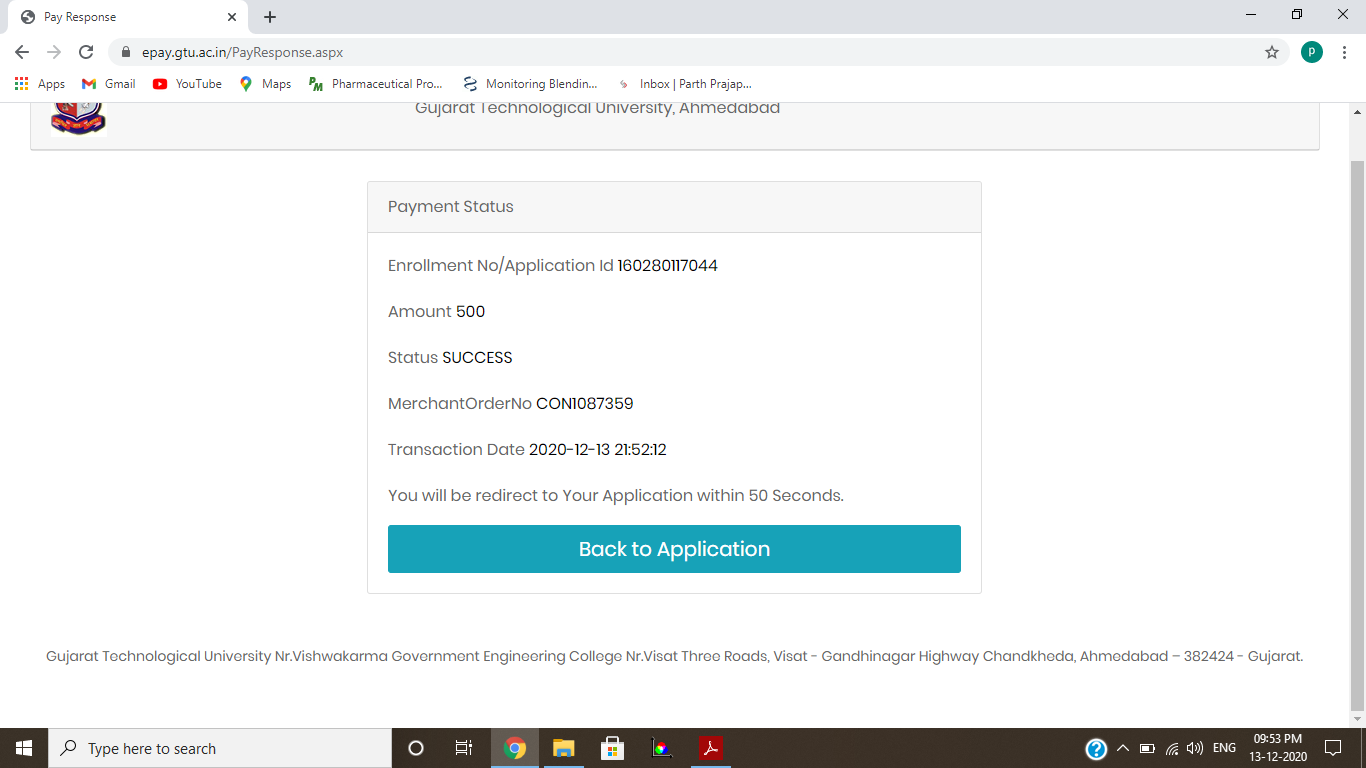 Pay Response
epay.gtu.ac.in/PayResponse.aspx
P
Apps Gmail YouTube Maps Pharmaceutical Pro... Monitoring Blendin... Inbox | Parth Prajap...
Gujarat Technological University, Ahmedabad
Payment Status
Enrollment No/Application Id 160280117044
Amount 500
Status SUCCESS
MerchantOrderNo CON1087359
Transaction Date 2020-12-13 21:52:12
You will be redirect to Your Application within 50 Seconds.
Back to Application
Gujarat Technological University Nr.Vishwakarma Government Engineering College Nr.Visat Three Roads, Visat - Gandhinagar Highway Chandkheda, Ahmedabad – 382424 - Gujarat.
Type here to search
ENG
09:53 PM
13-12-2020